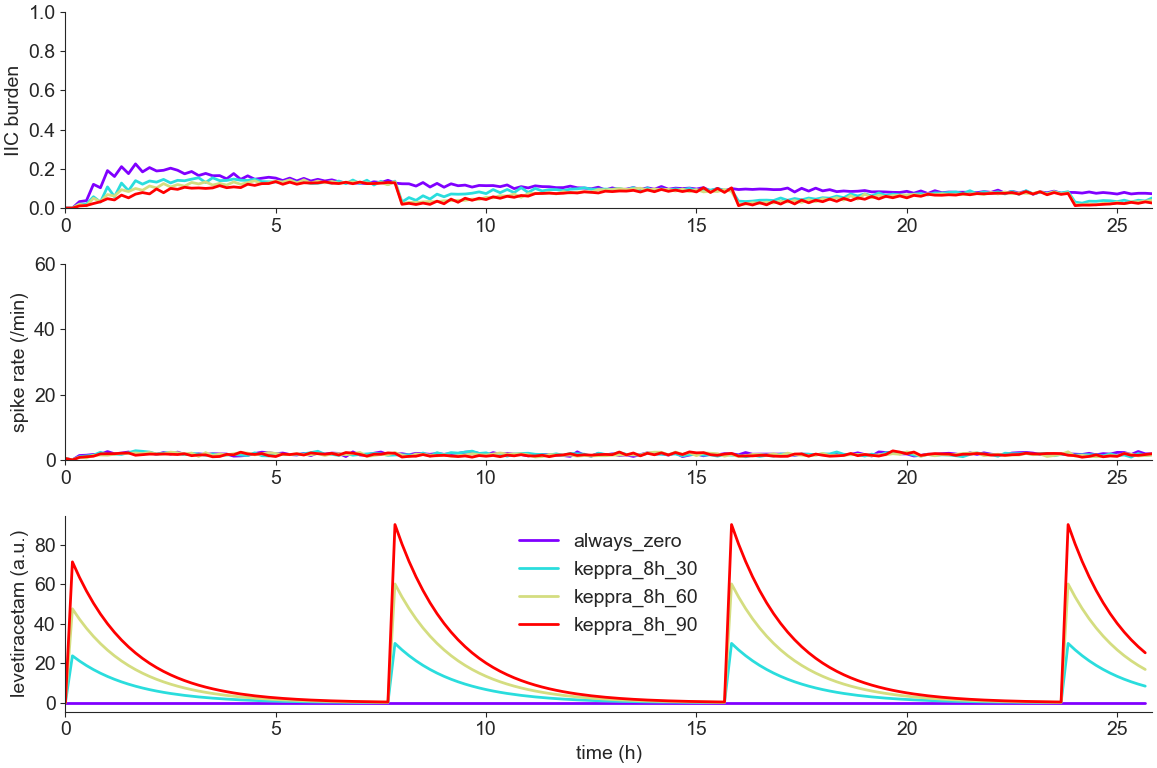 IIC burden
1.0
0.8
0.6
0.4
0.2
0.0
0 5 10 15 20 25
spike rate (/min)
60
40
20
0
0 5 10 15 20 25
levetiracetam (a.u.)
80
60
40
20
0
always_zero
keppra_8h_30
keppra_8h_60
keppra_8h_90
0 5 10 15 20 25
time (h)